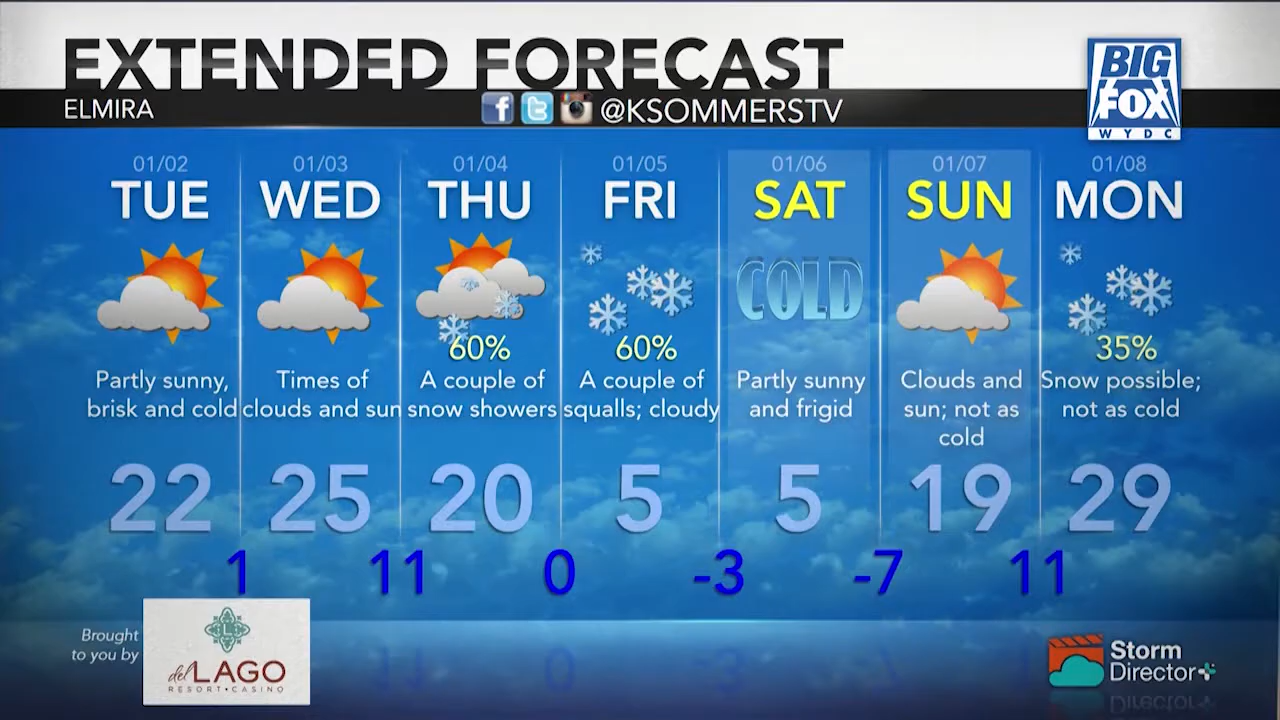 EXTENDED FORECAST
ELMIRA
@KSOMMERSTV
BIG
FOX
WYDC
01/02
TUE
Partly sunny,
brisk and cold
22
01/03
WED
Times of
clouds and sun
25
01/04
THU
60%
A couple of
snow showers
20
01/05
FRI
60%
A couple of
squalls; cloudy
5
01/06
SAT
COLD
Partly sunny
and frigid
5
01/07
SUN
Clouds and
sun; not as
cold
19
01/08
MON
35%
Snow possible;
not as cold
29
1 11 0 -3 -7 11
Brought
to you by
L
del LAGO
RESORT • CASINO
Storm
Director+